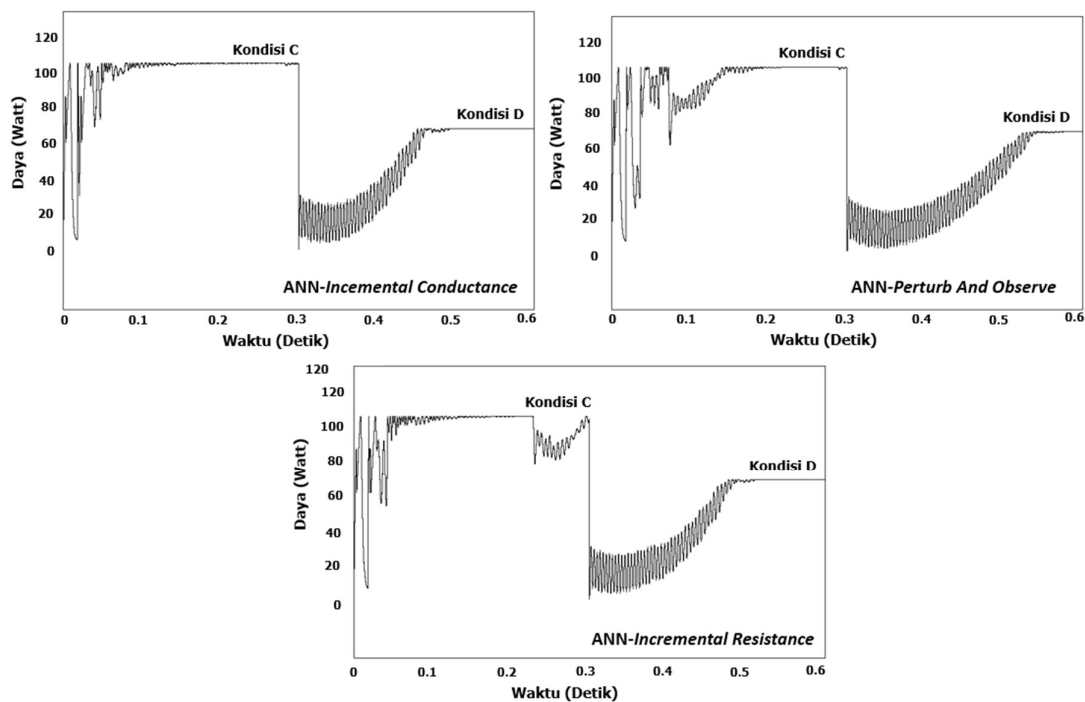 120
100
80
60
40
20
0
Daya (Watt)
Kondisi C
Kondisi D
ANN-Incemental Conductance
0 0.1 0.2 0.3 0.4 0.5 0.6
Waktu (Detik)
120
100
80
60
40
20
0
Daya (Watt)
Kondisi C
Kondisi D
ANN-Perturb And Observe
0 0.1 0.2 0.3 0.4 0.5 0.6
Waktu (Detik)
120
120
100
80
60
40
20
0
Daya (Watt)
Kondisi C
Kondisi D
ANN-Incremental Resistance
0 0.1 0.2 0.3 0.4 0.5 0.6
Waktu (Detik)